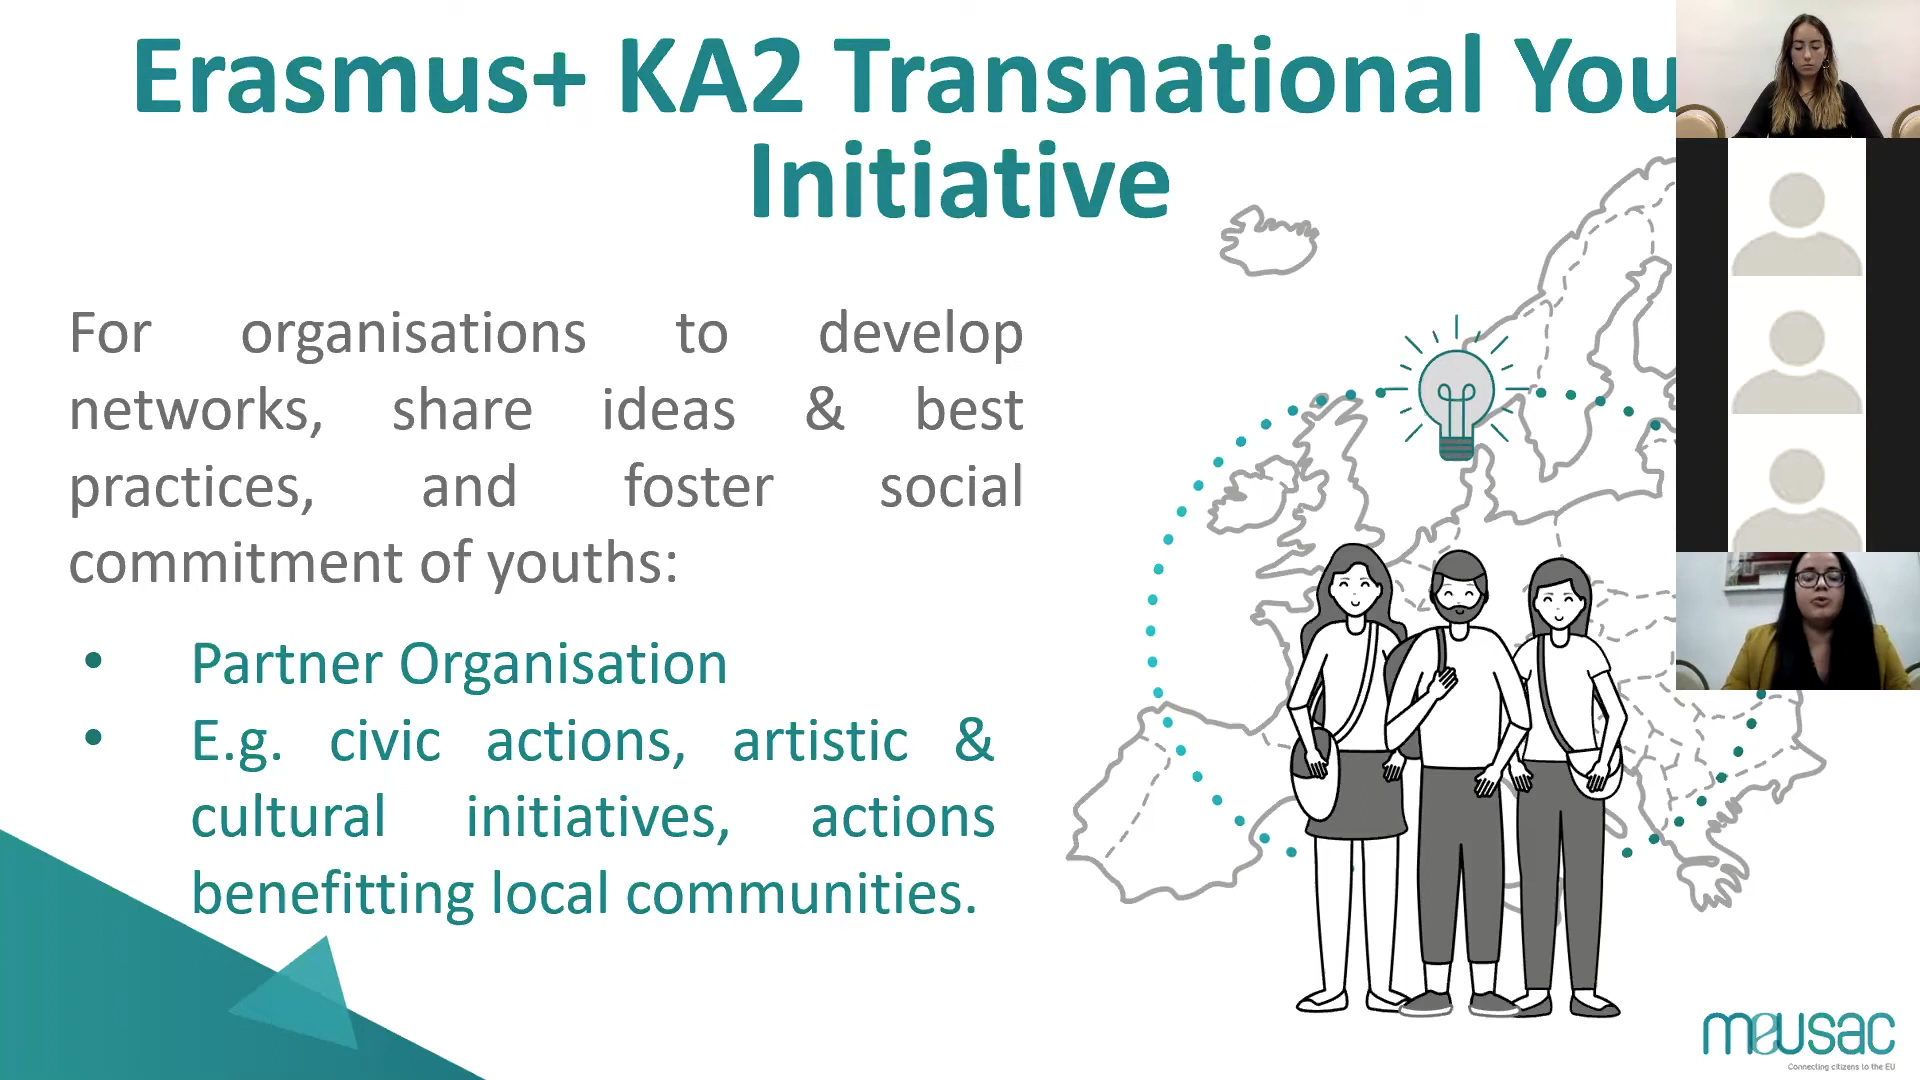 Erasmus+ KA2 Transnational You
Initiative
For organisations to develop
networks, share ideas & best
practices, and foster social
commitment of youths:
• Partner Organisation
• E.g. civic actions, artistic &
cultural initiatives, actions
benefitting local communities.
meusac
Connecting citizens to the EU